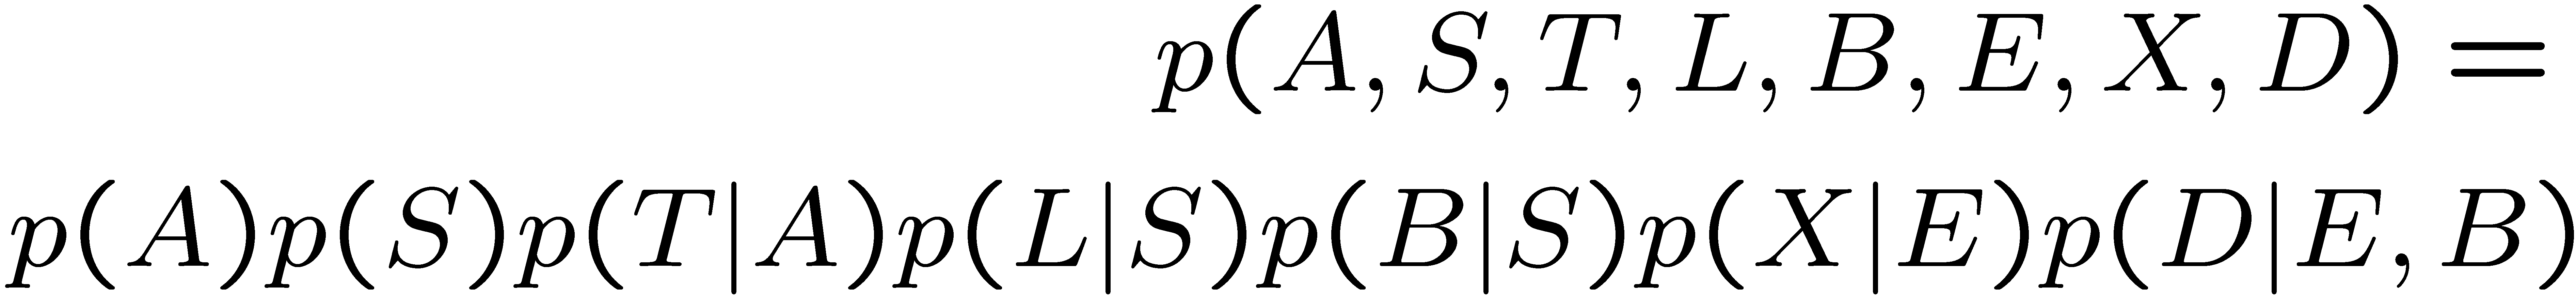 p(A, S, T, L, B, E, X, D) =
p(A)p(S)p(T|A)p(L|S)p(B|S)p(X|E)p(D|E, B)